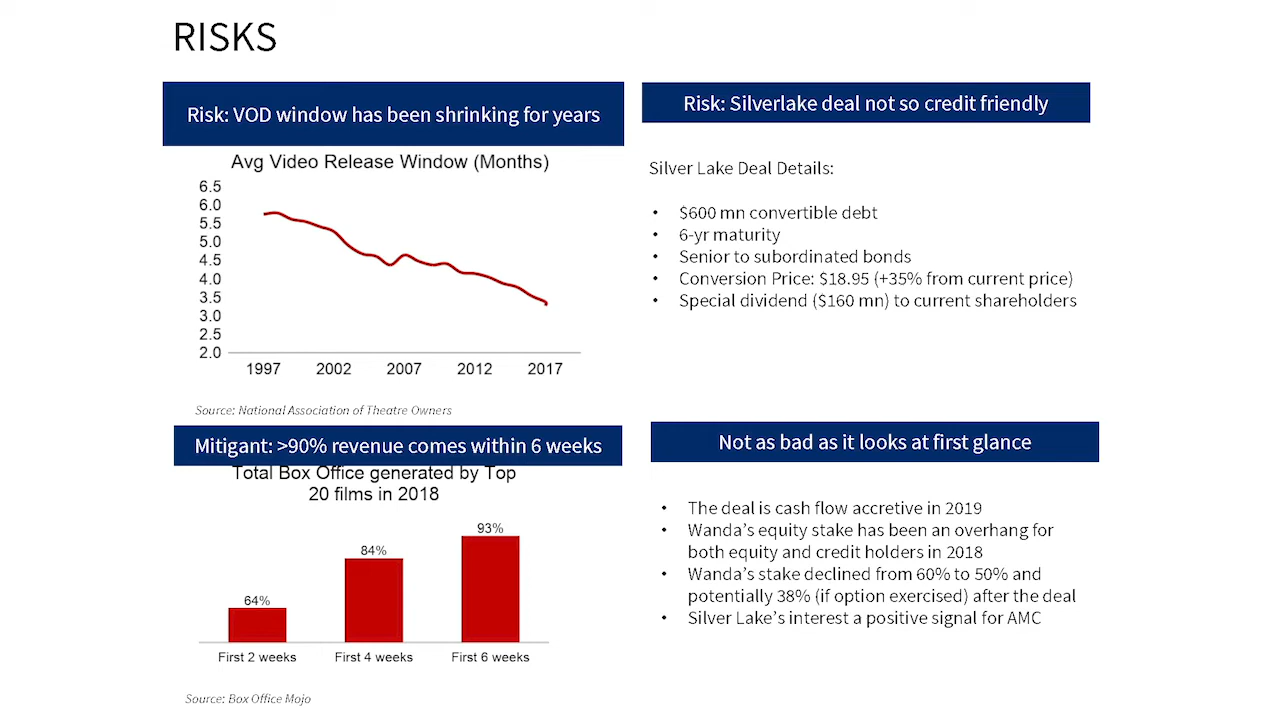 RISKS
Risk: VOD window has been shrinking for years
Avg Video Release Window (Months)
6.5
6.0
5.5
5.0
4.5
4.0
3.5
3.0
2.5
2.0
1997 2002 2007 2012 2017
Source: National Association of Theatre Owners
Mitigant: >90% revenue comes within 6 weeks
Total Box Office generated by Top
20 films in 2018
64%
84%
93%
First 2 weeks First 4 weeks First 6 weeks
Source: Box Office Mojo
Risk: Silverlake deal not so credit friendly
Silver Lake Deal Details:
• $600 mn convertible debt
• 6-yr maturity
• Senior to subordinated bonds
• Conversion Price: $18.95 (+35% from current price)
• Special dividend ($160 mn) to current shareholders
Not as bad as it looks at first glance
• The deal is cash flow accretive in 2019
• Wanda's equity stake has been an overhang for
both equity and credit holders in 2018
• Wanda's stake declined from 60% to 50% and
potentially 38% (if option exercised) after the deal
• Silver Lake's interest a positive signal for AMC